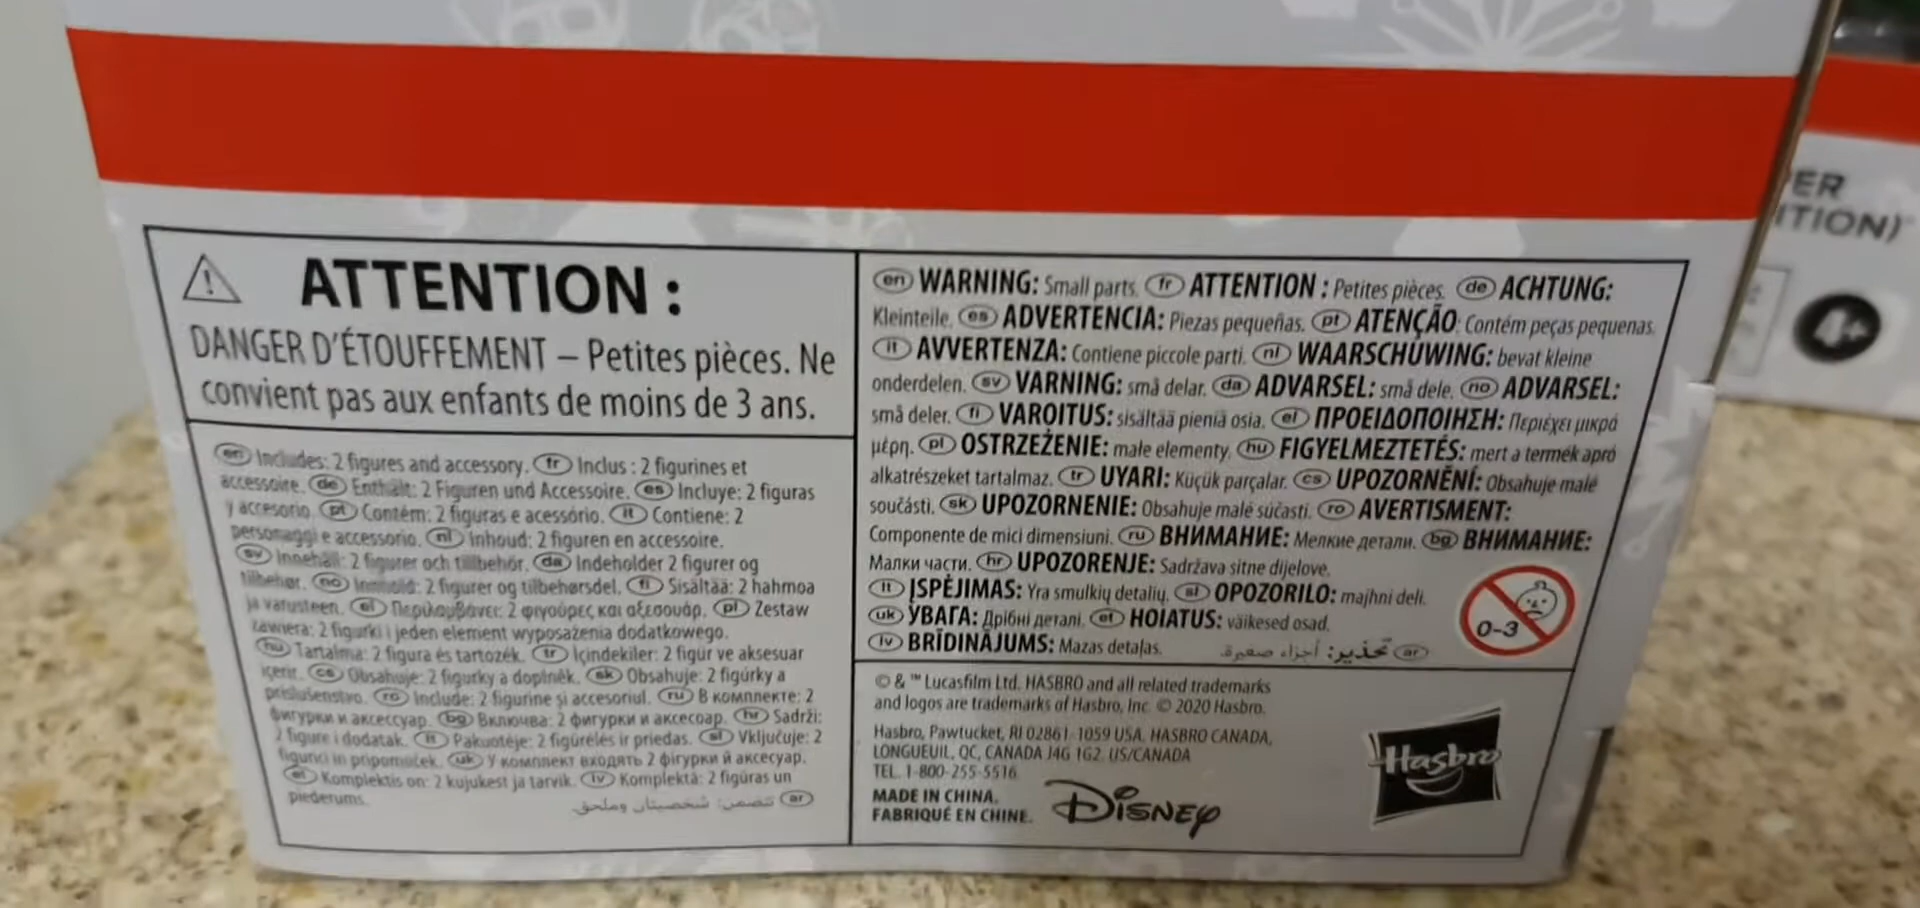 ATTENTION :
DANGER D'ÉTOUFFEMENT – Petites pièces. Ne
convient pas aux enfants de moins de 3 ans.
en Includes: 2 figures and accessory. fr Inclus : 2 figurines et
accessoire. de Enthält: 2 Figuren und Accessoire. es Incluye: 2 figuras
y accesorio. pt Contém: 2 figuras e acessório. it Contiene: 2
personaggi e accessorio. nl Inhoud: 2 figuren en accessoire.
sv Innehåll: 2 figurer och tillbehör. da Indeholder 2 figurer og
tilbehør. no Innhold: 2 figurer og tilbehørsdel. fi Sisältää: 2 hahmoa
ja varusteen. el Περιλαμβάνει: 2 φιγούρες και αξεσουάρ. pl Zestaw
zawiera: 2 figurki i jeden element wyposażenia dodatkowego.
hu Tartalma: 2 figura és tartozék. tr İçindekiler: 2 figür ve aksesuar
içerir. cs Obsahuje: 2 figurky a doplněk. sk Obsahuje: 2 figúrky a
príslušenstvo. ro Include: 2 figurine și accesoriul. ru В комплекте: 2
фигурки и аксессуар. bg Включва: 2 фигурки и аксесоар. hr Sadrži:
2 figure i dodatak. lt Pakuotėje: 2 figūrėlės ir priedas. sl Vključuje: 2
figurici in pripomoček. uk У комплект входять 2 фігурки й аксесуар.
et Komplektis on: 2 kujukest ja tarvik. lv Komplektā: 2 figūras un
piederums.
ar تتضمن: شخصيتان وملحق
en WARNING: Small parts. fr ATTENTION : Petites pièces. de ACHTUNG:
Kleinteile. es ADVERTENCIA: Piezas pequeñas. pt ATENÇÃO: Contém peças pequenas.
it AVVERTENZA: Contiene piccole parti. nl WAARSCHUWING: bevat kleine
onderdelen. sv VARNING: små delar. da ADVARSEL: små dele. no ADVARSEL:
små deler. fi VAROITUS: sisältää pieniä osia. el ΠΡΟΕΙΔΟΠΟΙΗΣΗ: Περιέχει μικρά
μέρη. pl OSTRZEŻENIE: małe elementy. hu FIGYELMEZTETÉS: mert a termék apró
alkatrészeket tartalmaz. tr UYARI: Küçük parçalar. cs UPOZORNĚNÍ: Obsahuje malé
součásti. sk UPOZORNENIE: Obsahuje malé súčasti. ro AVERTISMENT:
Componente de mici dimensiuni. ru ВНИМАНИЕ: Мелкие детали. bg ВНИМАНИЕ:
Малки части. hr UPOZORENJE: Sadržava sitne dijelove.
lt ĮSPĖJIMAS: Yra smulkių detalių. sl OPOZORILO: majhni deli.
uk УВАГА: Дрібні деталі. et HOIATUS: väikesed osad.
lv BRĪDINĀJUMS: Mazas detaļas. ar تحذير: أجزاء صغيرة.
0-3
© & ™ Lucasfilm Ltd. HASBRO and all related trademarks
and logos are trademarks of Hasbro, Inc. © 2020 Hasbro.
Hasbro, Pawtucket, RI 02861-1059 USA. HASBRO CANADA,
LONGUEUIL, QC, CANADA J4G 1G2. US/CANADA
TEL. 1-800-255-5516.
MADE IN CHINA.
FABRIQUÉ EN CHINE.
DISNEY
Hasbro
ER
ITION)
4+